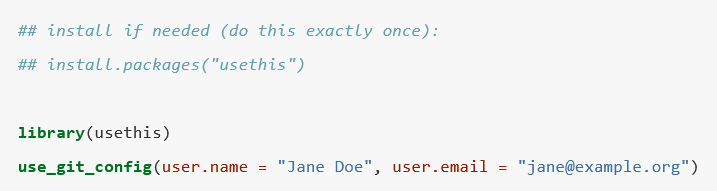 ## install if needed (do this exactly once):
## install.packages("usethis")
library(usethis)
use_git_config(user.name = "Jane Doe", user.email = "jane@example.org")